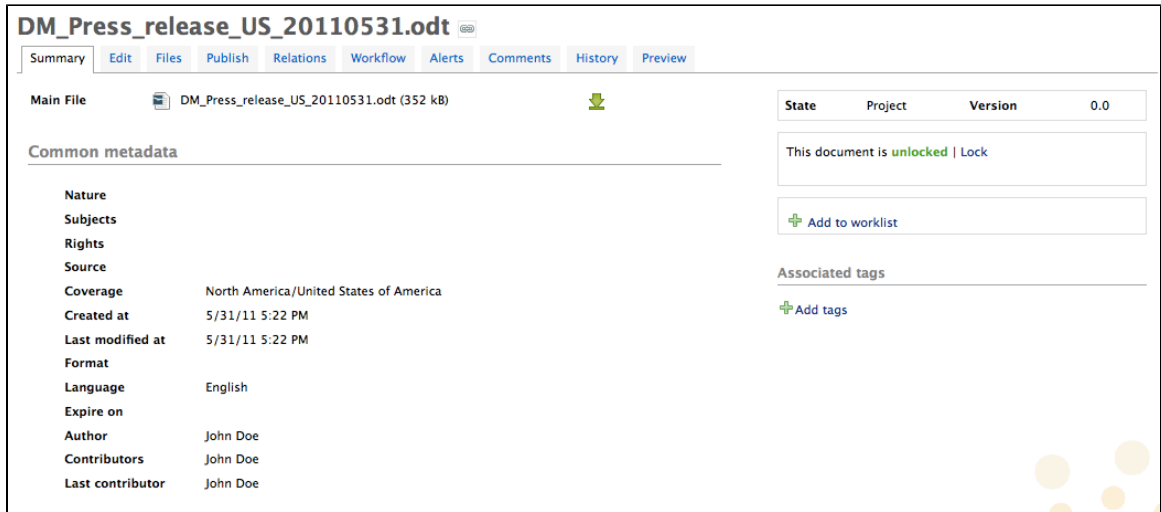 DM_Press_release_US_20110531.odt
Summary Edit Files Publish Relations Workflow Alerts Comments History Preview
Main File DM_Press_release_US_20110531.odt (352 kB)
Common metadata
Nature
Subjects
Rights
Source
Coverage North America/United States of America
Created at 5/31/11 5:22 PM
Last modified at 5/31/11 5:22 PM
Format
Language English
Expire on
Author John Doe
Contributors John Doe
Last contributor John Doe
State Project Version 0.0
This document is unlocked | Lock
Add to worklist
Associated tags
Add tags